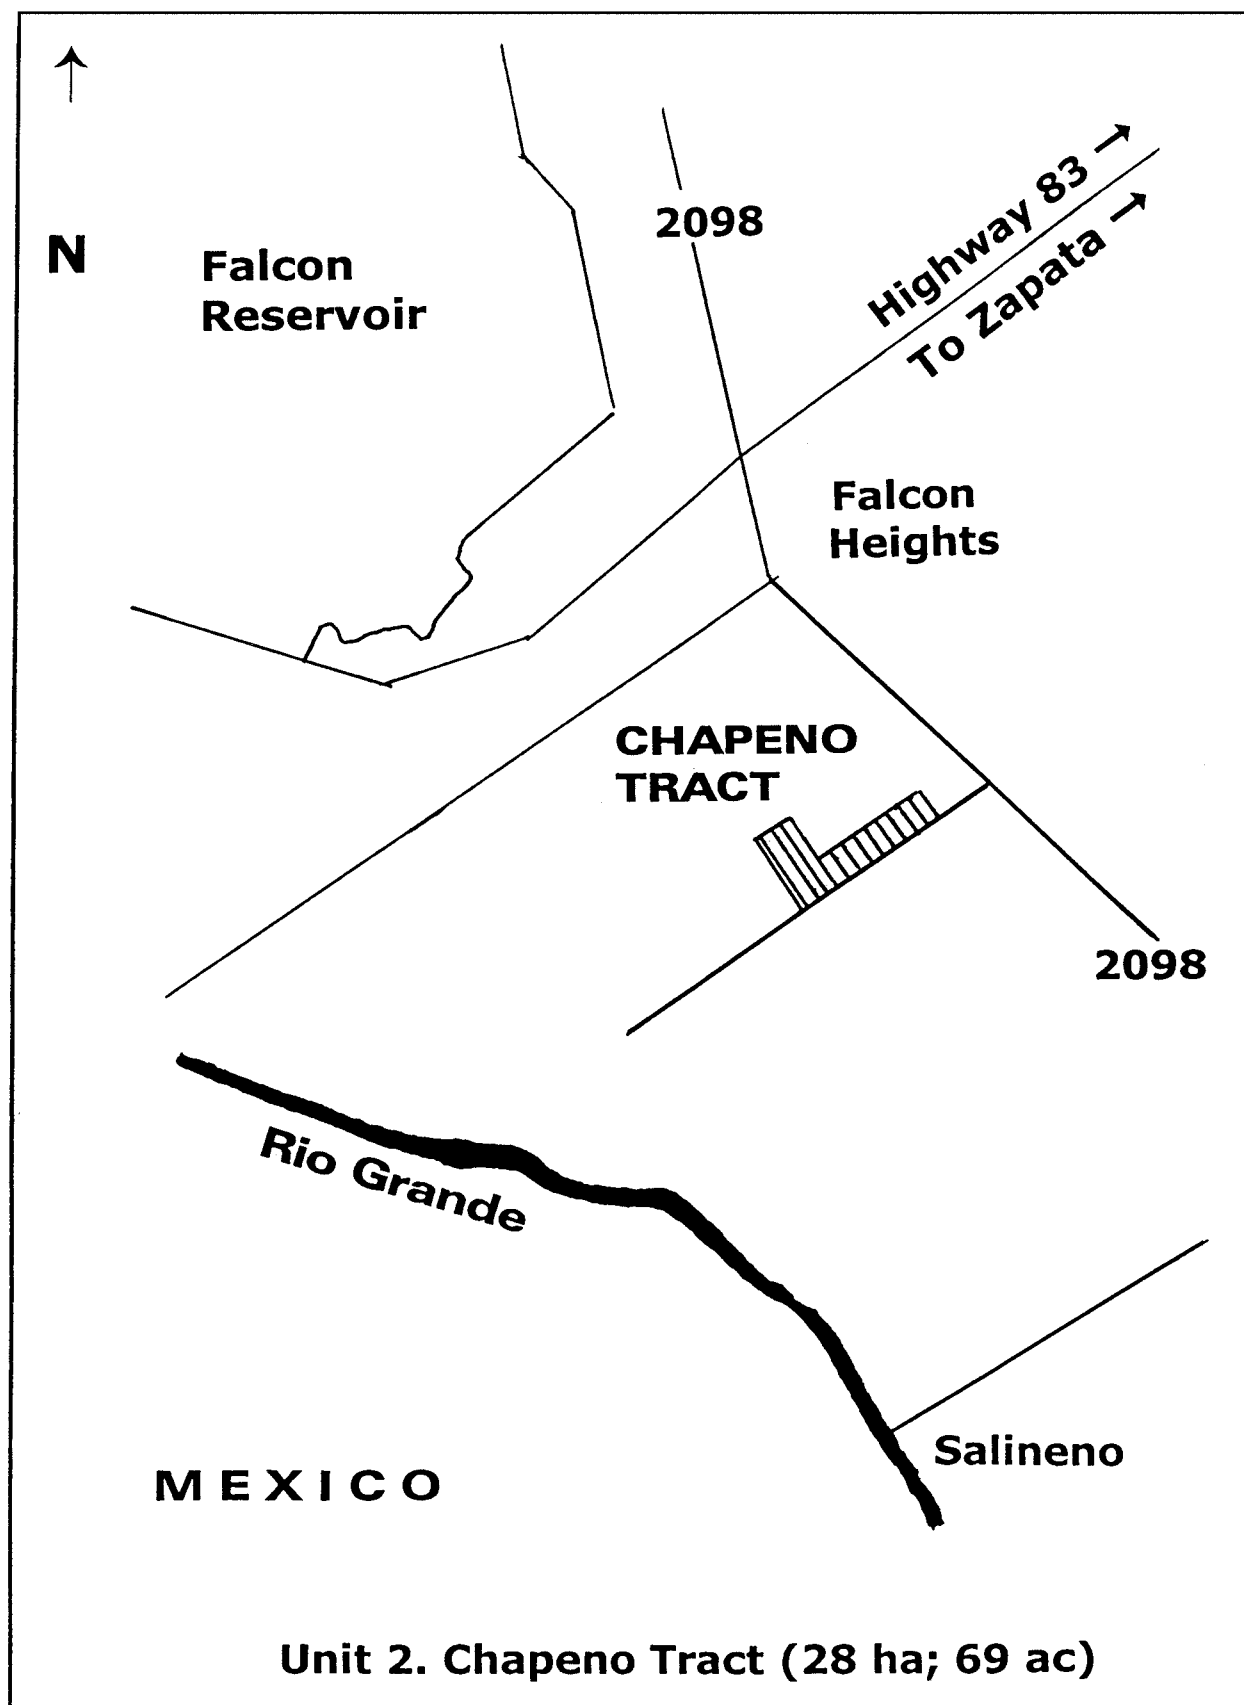 2098
Highway 83 →
To Zapata →
N
Falcon
Reservoir
Falcon
Heights
CHAPENO
TRACT
2098
Rio Grande
Salineno
MEXICO
Unit 2. Chapeno Tract (28 ha; 69 ac)